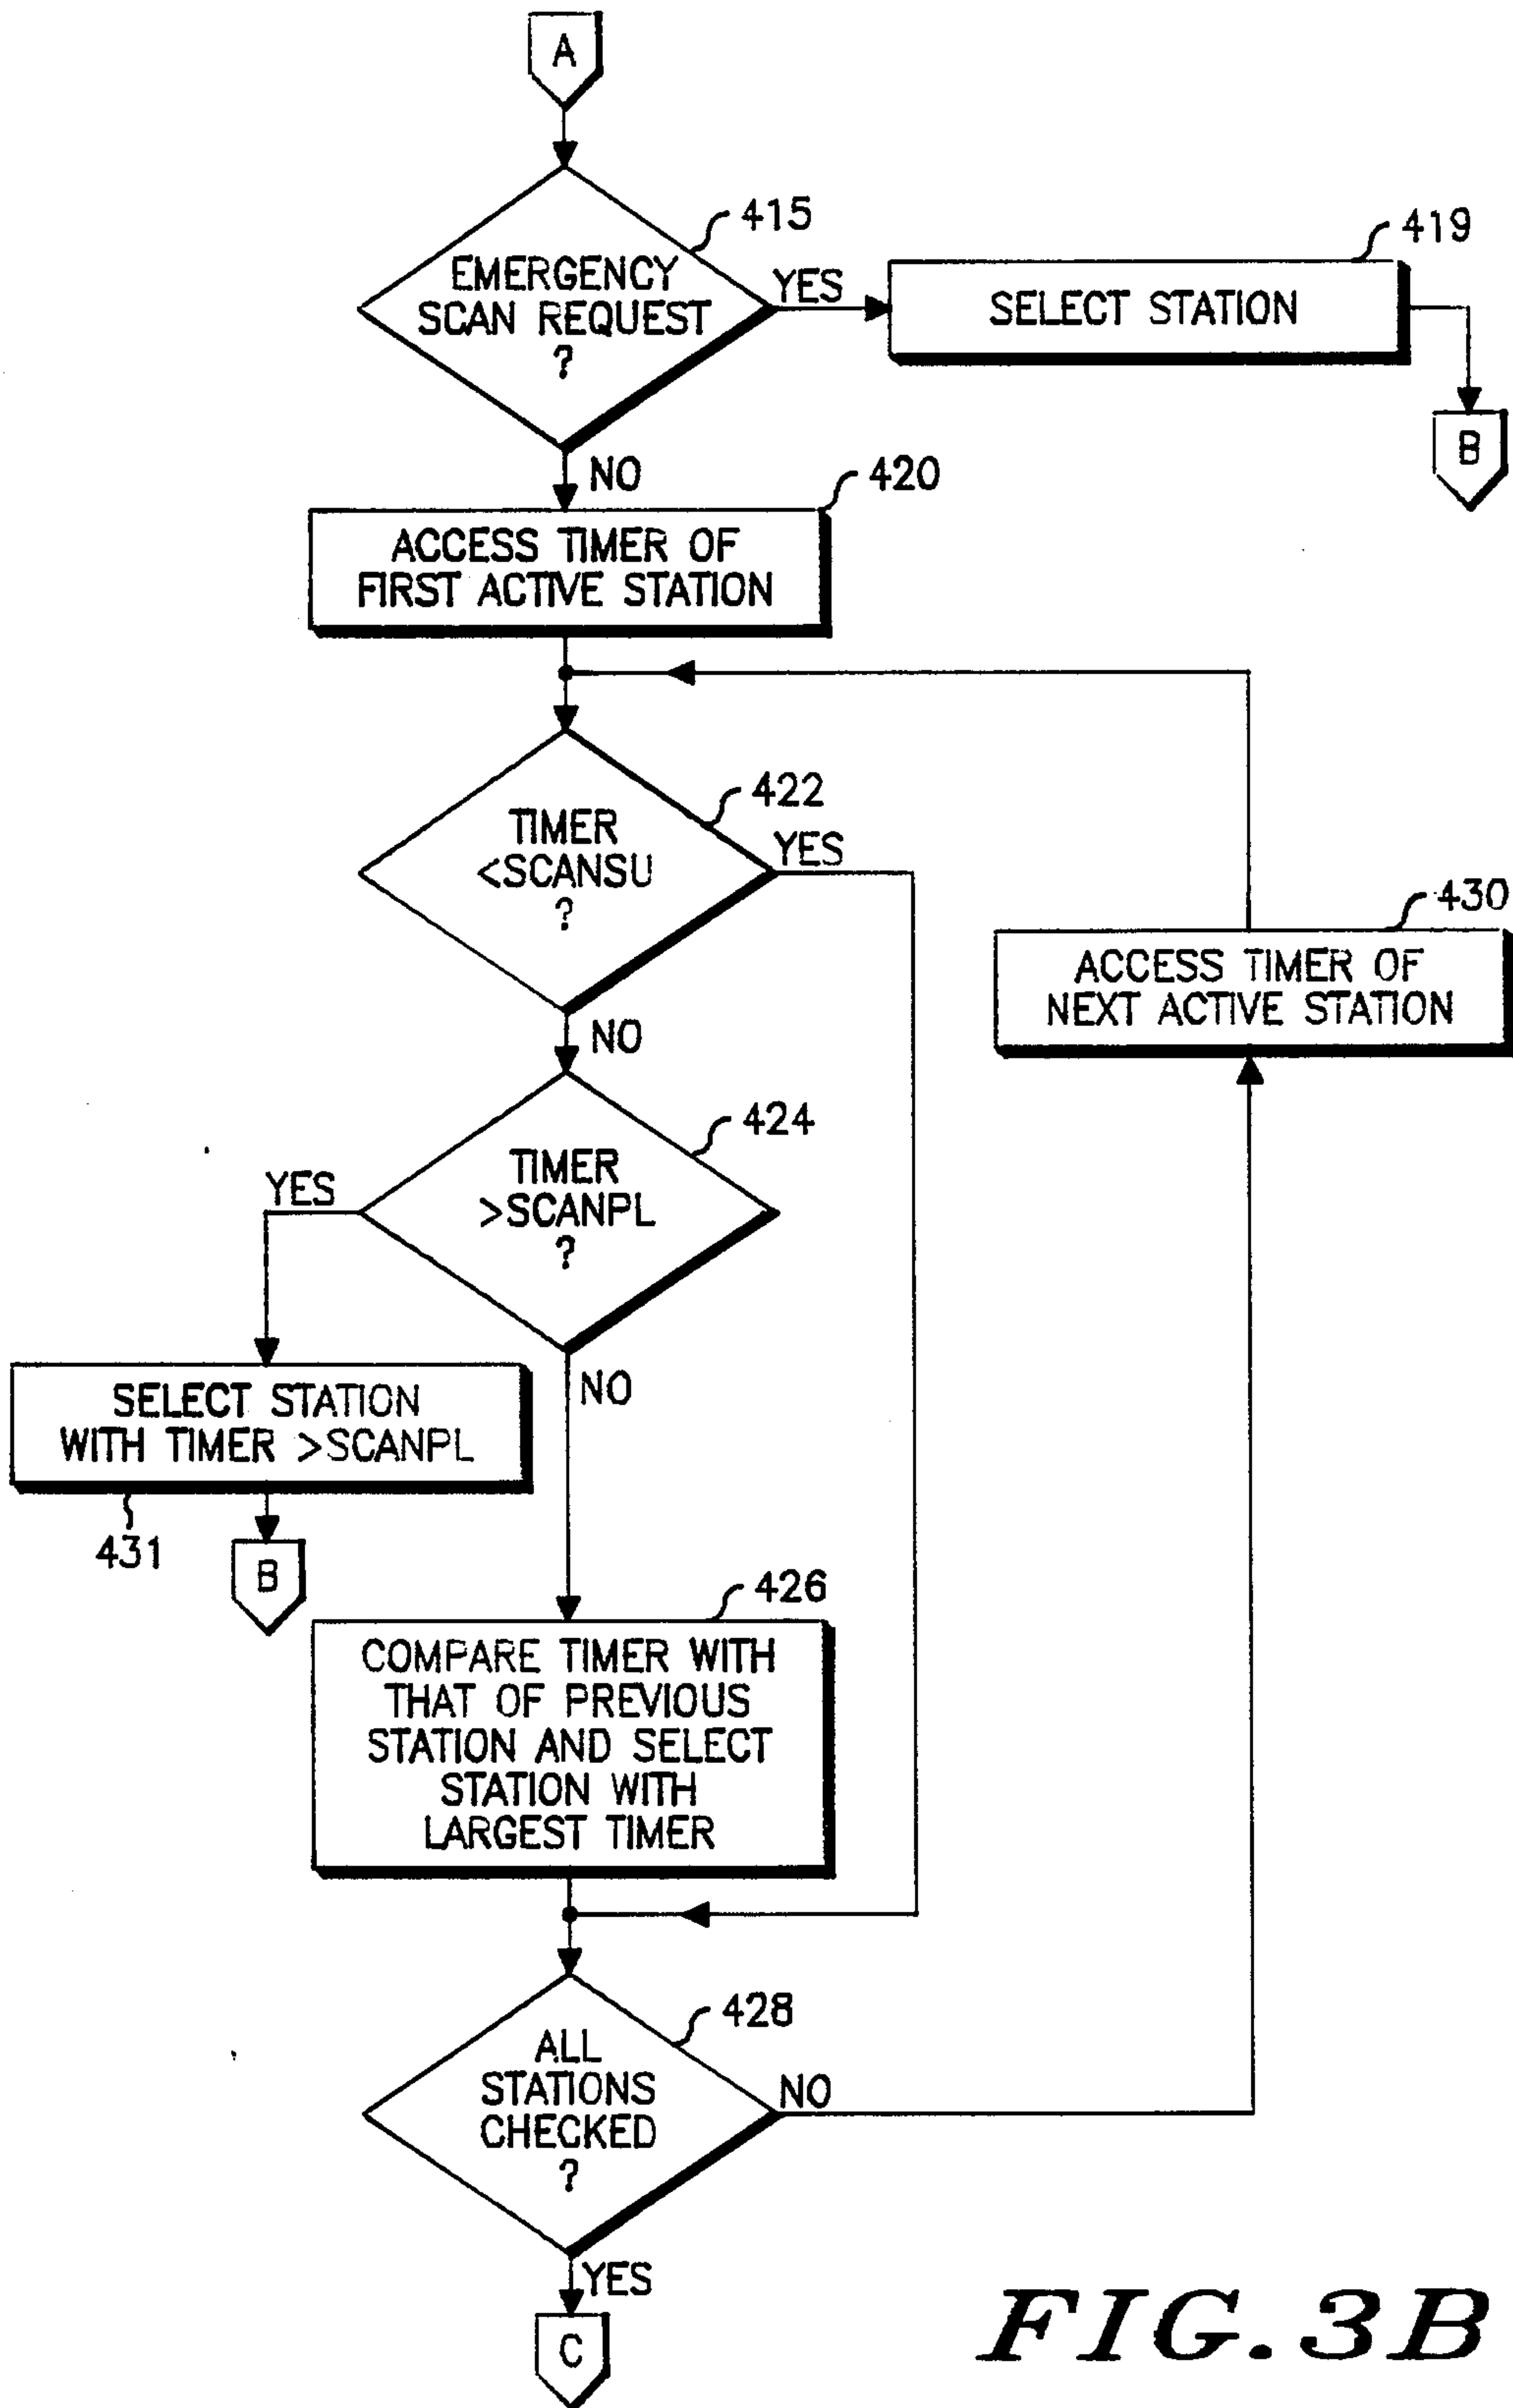 A
415
EMERGENCY
SCAN REQUEST
?
YES
419
SELECT STATION
B
NO
420
ACCESS TIMER OF
FIRST ACTIVE STATION
422
TIMER
<SCANSU
?
YES
430
ACCESS TIMER OF
NEXT ACTIVE STATION
NO
424
TIMER
>SCANPL
?
YES
NO
SELECT STATION
WITH TIMER >SCANPL
431
B
426
COMPARE TIMER WITH
THAT OF PREVIOUS
STATION AND SELECT
STATION WITH
LARGEST TIMER
428
ALL
STATIONS
CHECKED
?
NO
YES
C
FIG.3B